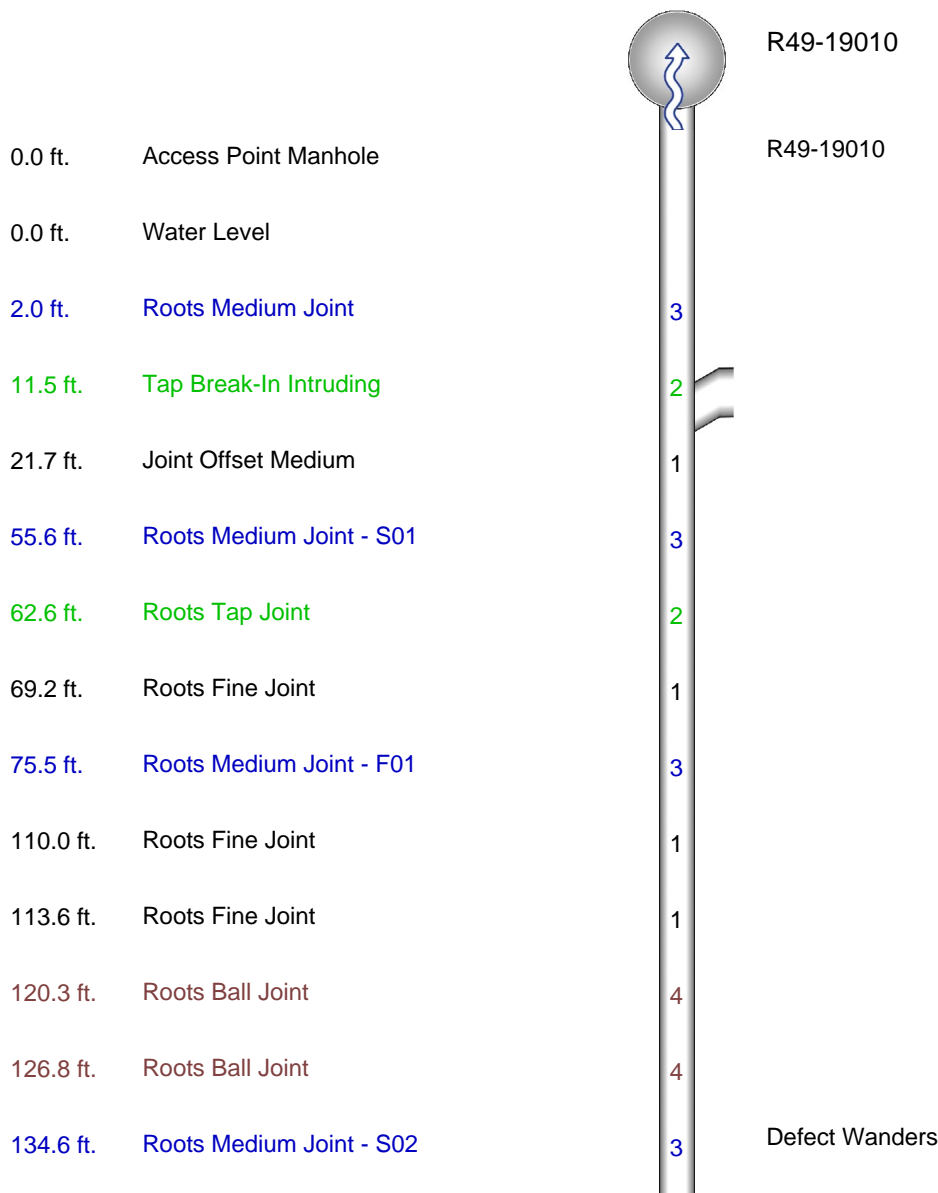 R49-19010
0.0 ft. Access Point Manhole R49-19010
0.0 ft. Water Level
2.0 ft. Roots Medium Joint 3
11.5 ft. Tap Break-In Intruding 2
21.7 ft. Joint Offset Medium 1
55.6 ft. Roots Medium Joint - S01 3
62.6 ft. Roots Tap Joint 2
69.2 ft. Roots Fine Joint 1
75.5 ft. Roots Medium Joint - F01 3
110.0 ft. Roots Fine Joint 1
113.6 ft. Roots Fine Joint 1
120.3 ft. Roots Ball Joint 4
126.8 ft. Roots Ball Joint 4
134.6 ft. Roots Medium Joint - S02 3 Defect Wanders